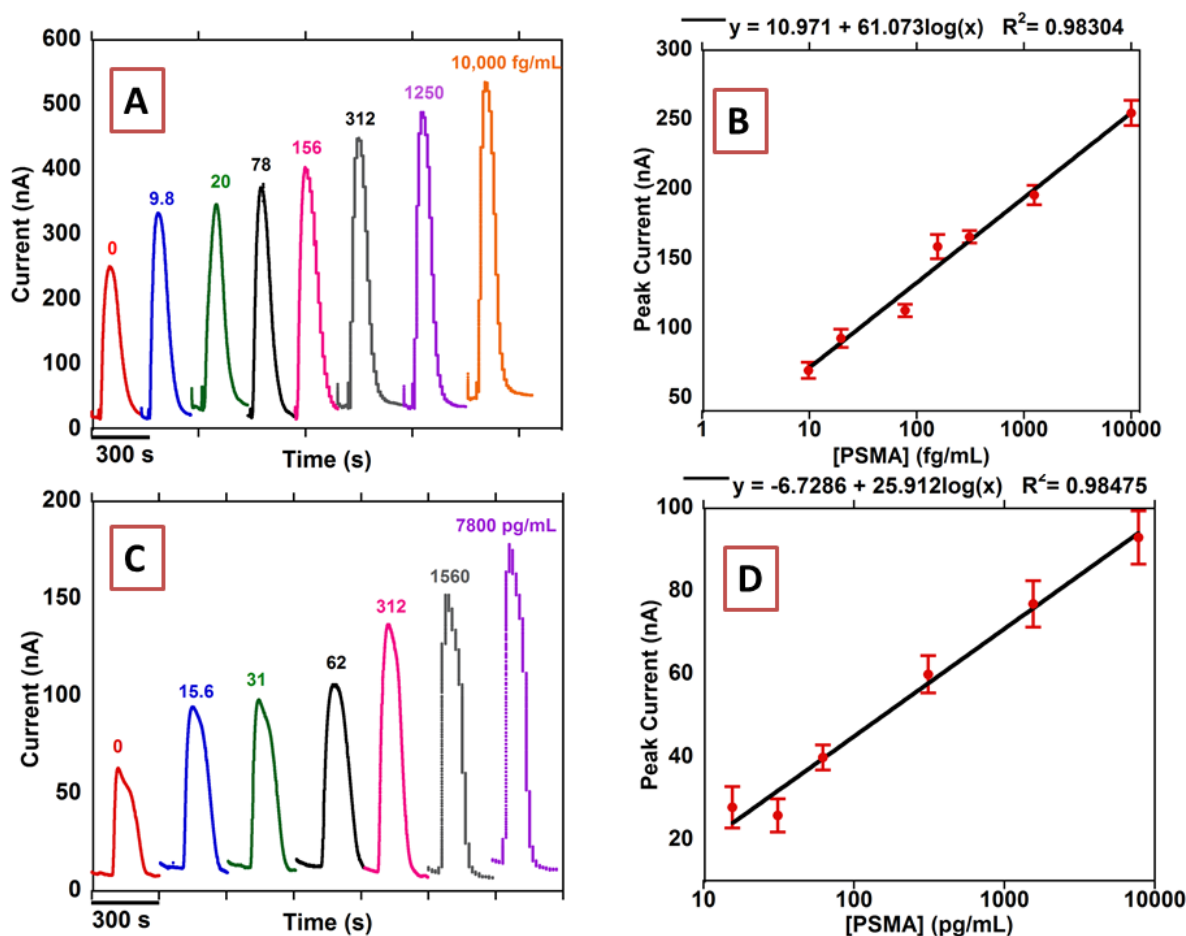 600
500
400
300
200
100
0
Current (nA)
A
0
9.8
20
78
156
312
1250
10,000 fg/mL
300 s
Time (s)
y = 10.971 + 61.073log(x) R² = 0.98304
300
250
200
150
100
50
Peak Current (nA)
B
1
10
100
1000
10000
[PSMA] (fg/mL)
200
150
100
50
0
Current (nA)
C
0
15.6
31
62
312
1560
7800 pg/mL
300 s
Time (s)
y = -6.7286 + 25.912log(x) R²= 0.98475
100
80
60
40
20
Peak Current (nA)
D
10
100
1000
10000
[PSMA] (pg/mL)